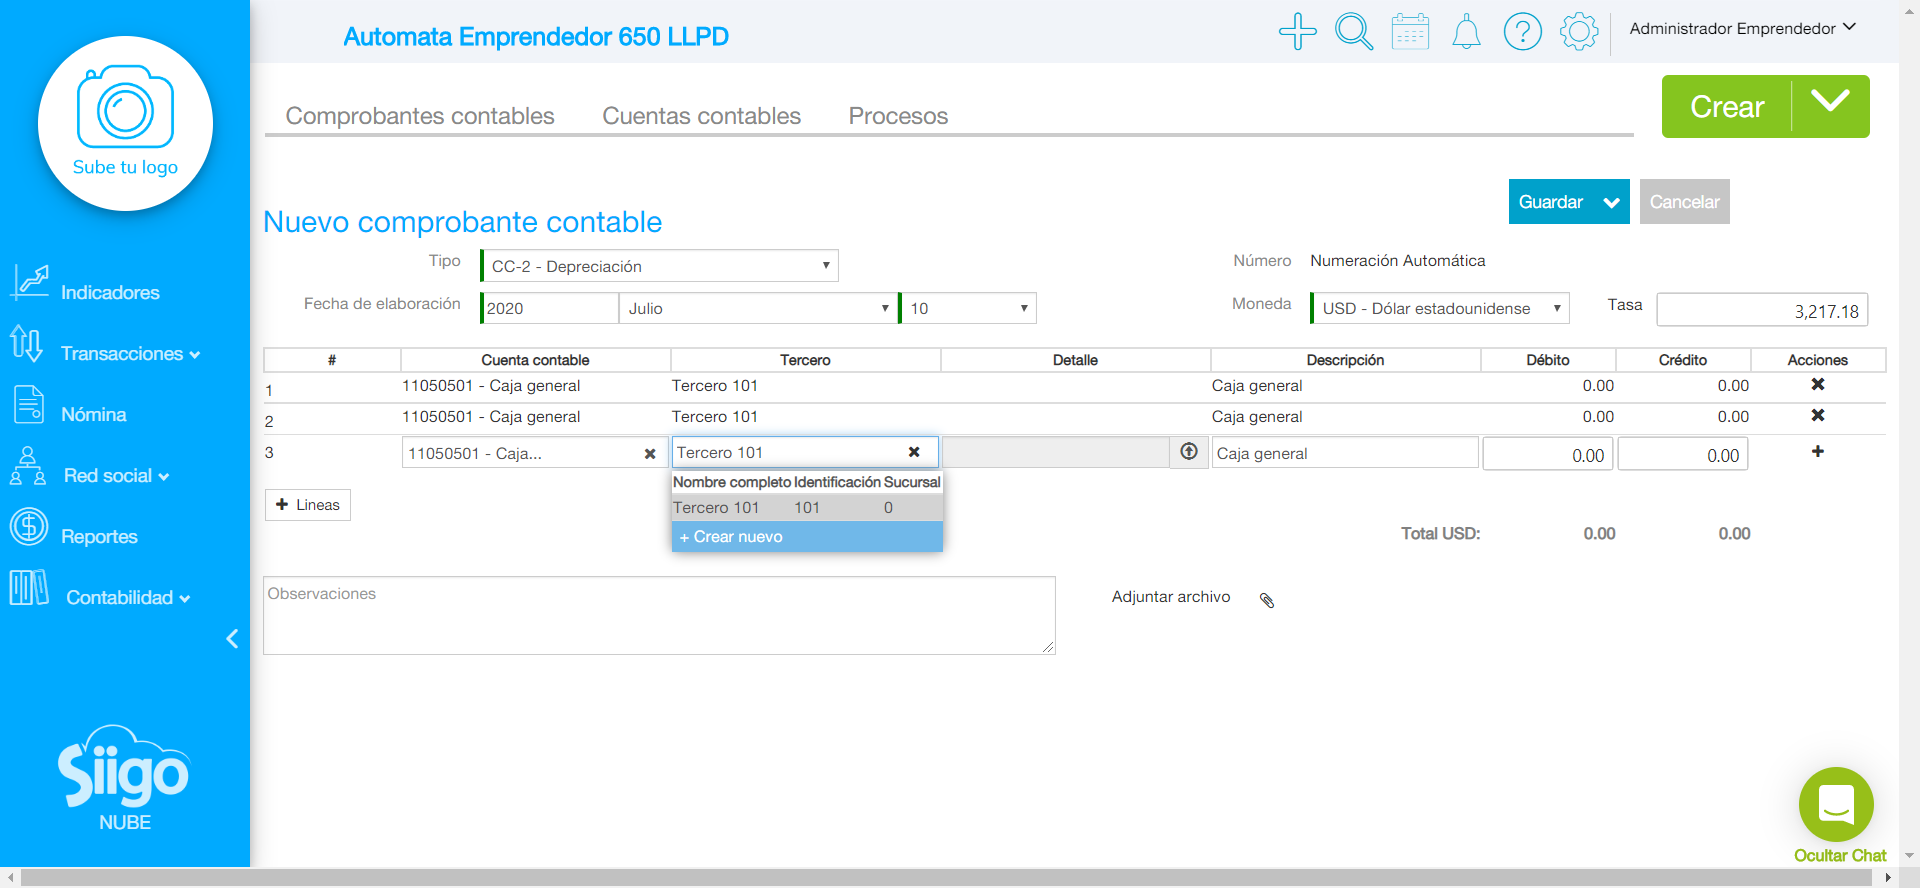 Automata Emprendedor 650 LLPD
Administrador Emprendedor
Sube tu logo
Comprobantes contables Cuentas contables Procesos
Crear
Guardar Cancelar
Nuevo comprobante contable
Tipo CC-2 - Depreciación Número Numeración Automática
Fecha de elaboración 2020 Julio 10 Moneda USD - Dólar estadounidense Tasa 3,217.18
# Cuenta contable Tercero Detalle Descripción Débito Crédito Acciones
1 11050501 - Caja general Tercero 101 Caja general 0.00 0.00
2 11050501 - Caja general Tercero 101 Caja general 0.00 0.00
3 11050501 - Caja... Tercero 101 Caja general 0.00 0.00
Nombre completo Identificación Sucursal
Tercero 101 101 0
+ Crear nuevo
+ Lineas
Total USD: 0.00 0.00
Observaciones
Adjuntar archivo
Indicadores
Transacciones
Nómina
Red social
Reportes
Contabilidad
Siigo
NUBE
Ocultar Chat